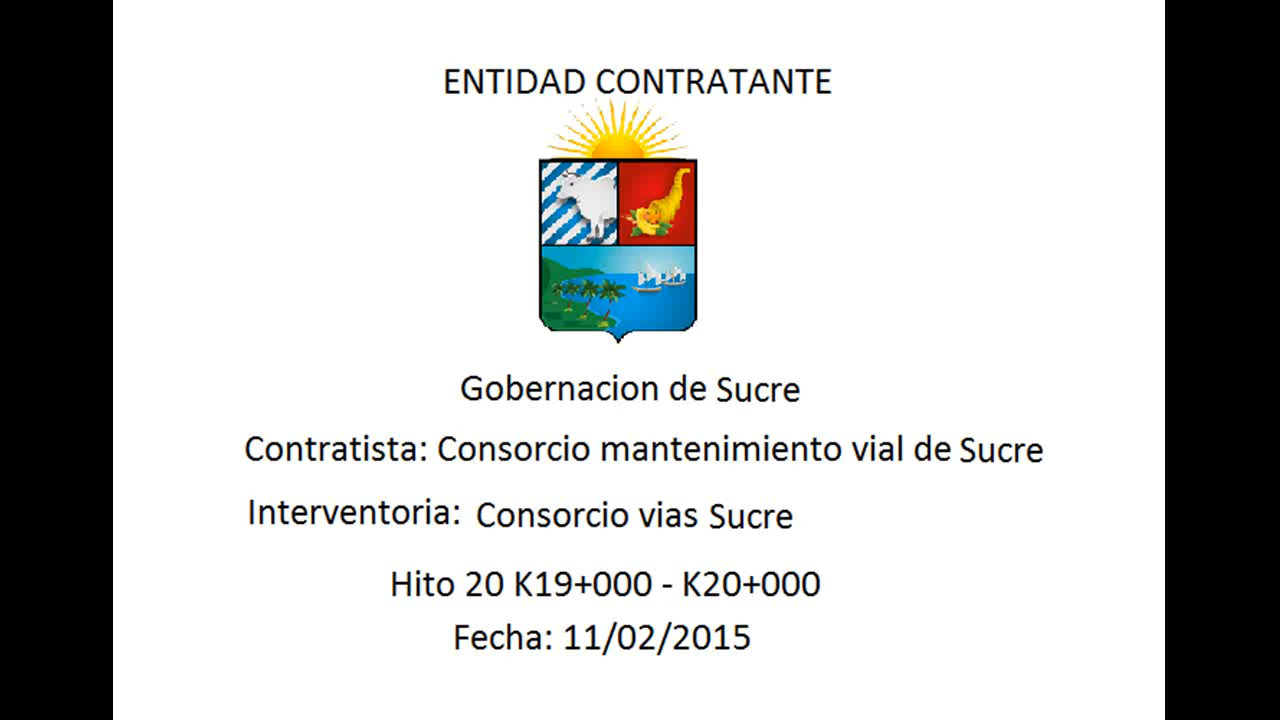 ENTIDAD CONTRATANTE
Gobernacion de Sucre
Contratista: Consorcio mantenimiento vial de Sucre
Interventoria: Consorcio vias Sucre
Hito 20 K19+000 - K20+000
Fecha: 11/02/2015